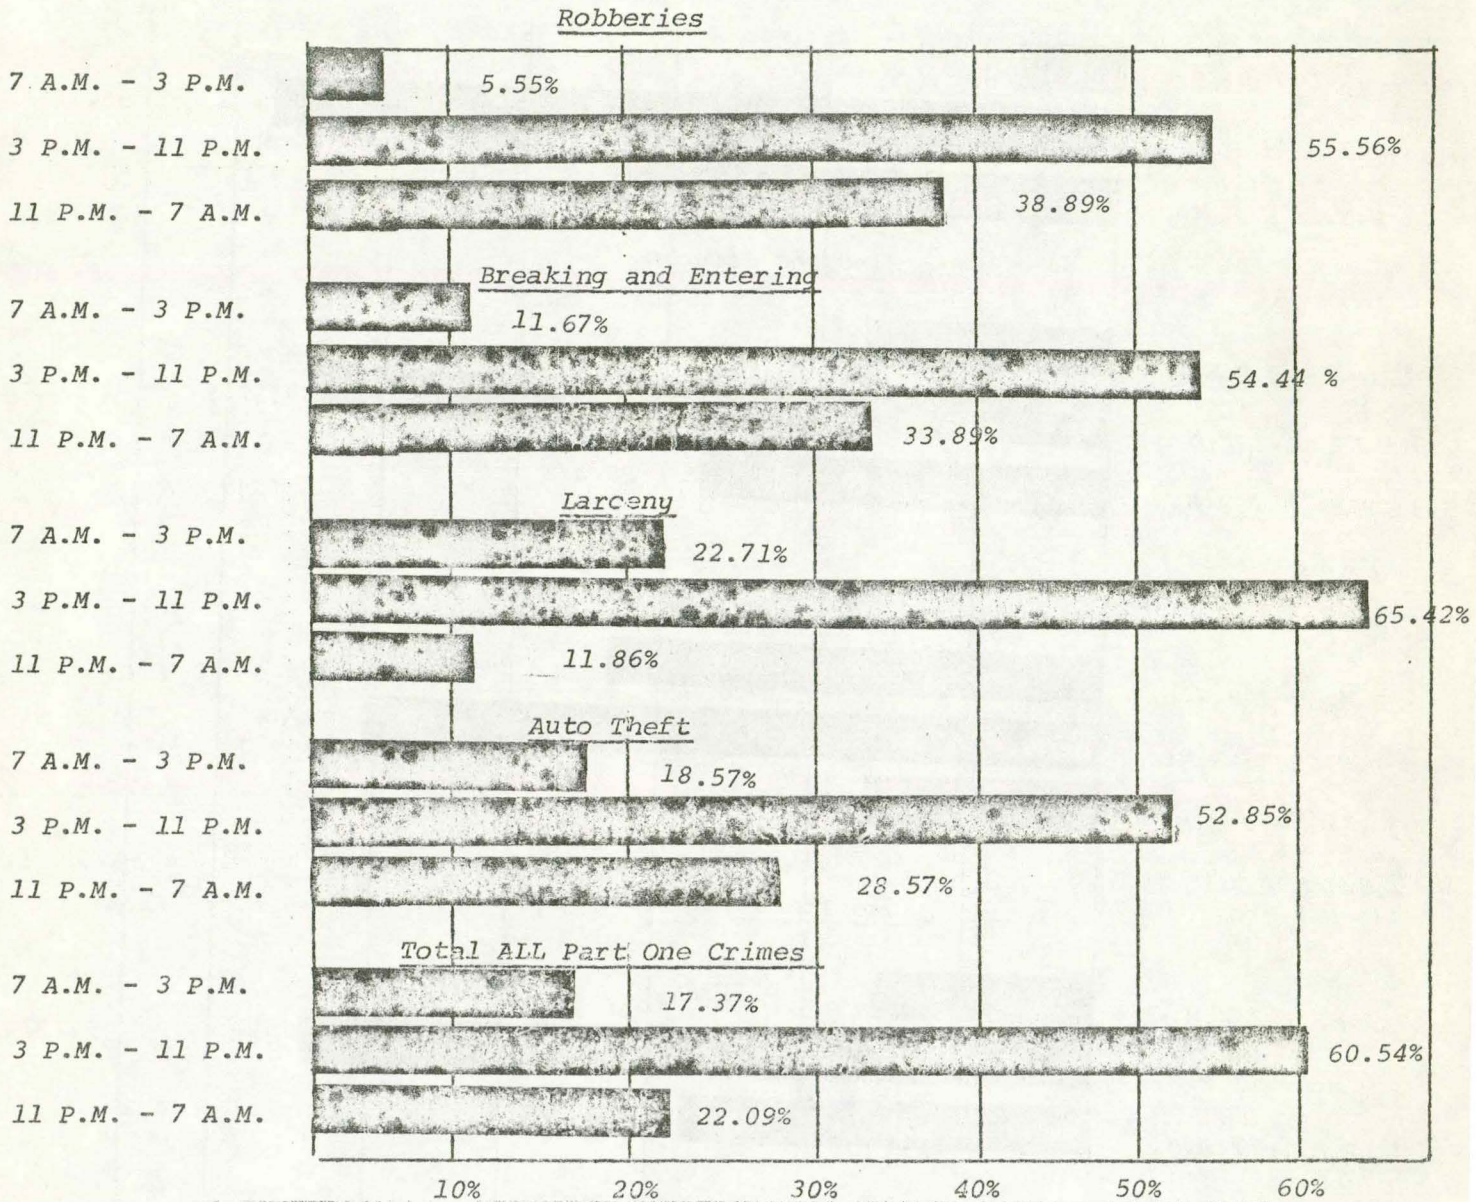 Robberies
7 A.M. - 3 P.M. 5.55%
3 P.M. - 11 P.M. 55.56%
11 P.M. - 7 A.M. 38.89%
Breaking and Entering
7 A.M. - 3 P.M. 11.67%
3 P.M. - 11 P.M. 54.44 %
11 P.M. - 7 A.M. 33.89%
Larceny
7 A.M. - 3 P.M. 22.71%
3 P.M. - 11 P.M. 65.42%
11 P.M. - 7 A.M. 11.86%
Auto Theft
7 A.M. - 3 P.M. 18.57%
3 P.M. - 11 P.M. 52.85%
11 P.M. - 7 A.M. 28.57%
Total ALL Part One Crimes
7 A.M. - 3 P.M. 17.37%
3 P.M. - 11 P.M. 60.54%
11 P.M. - 7 A.M. 22.09%
10% 20% 30% 40% 50% 60%